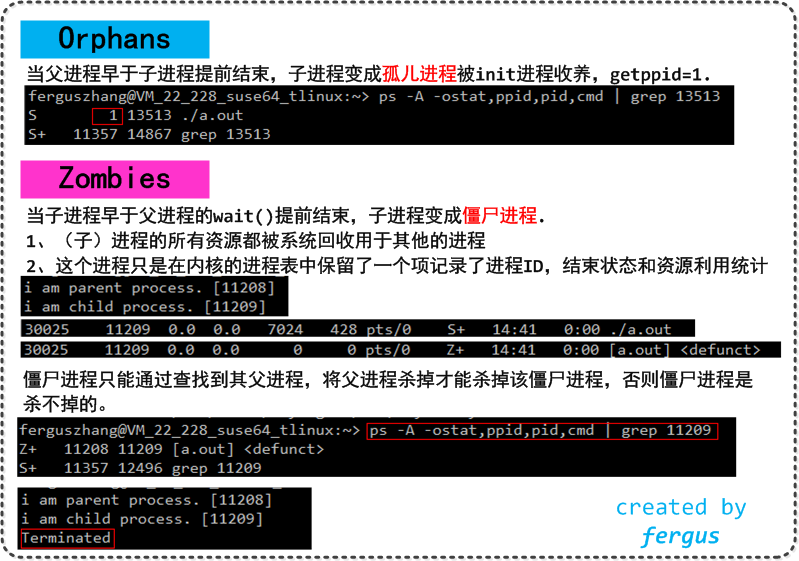 Orphans
当父进程早于子进程提前结束，子进程变成孤儿进程被init进程收养，getppid=1.
ferguszhang@VM_22_228_suse64_tlinux:~> ps -A -ostat,ppid,pid,cmd | grep 13513
S 1 13513 ./a.out
S+ 11357 14867 grep 13513
Zombies
当子进程早于父进程的wait()提前结束，子进程变成僵尸进程.
1、（子）进程的所有资源都被系统回收用于其他的进程
2、这个进程只是在内核的进程表中保留了一个项记录了进程ID，结束状态和资源利用统计
i am parent process. [11208]
i am child process. [11209]
30025 11209 0.0 0.0 7024 428 pts/0 S+ 14:41 0:00 ./a.out
30025 11209 0.0 0.0 0 0 pts/0 Z+ 14:41 0:00 [a.out] <defunct>
僵尸进程只能通过查找到其父进程，将父进程杀掉才能杀掉该僵尸进程，否则僵尸进程是
杀不掉的。
ferguszhang@VM_22_228_suse64_tlinux:~> ps -A -ostat,ppid,pid,cmd | grep 11209
Z+ 11208 11209 [a.out] <defunct>
S+ 11357 12496 grep 11209
i am parent process. [11208]
i am child process. [11209]
Terminated
created by
fergus